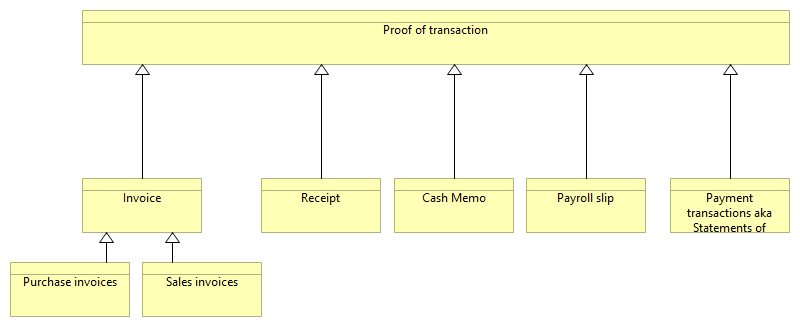 Proof of transaction
Invoice
Receipt
Cash Memo
Payroll slip
Payment
transactions aka
Statements of
Purchase invoices
Sales invoices